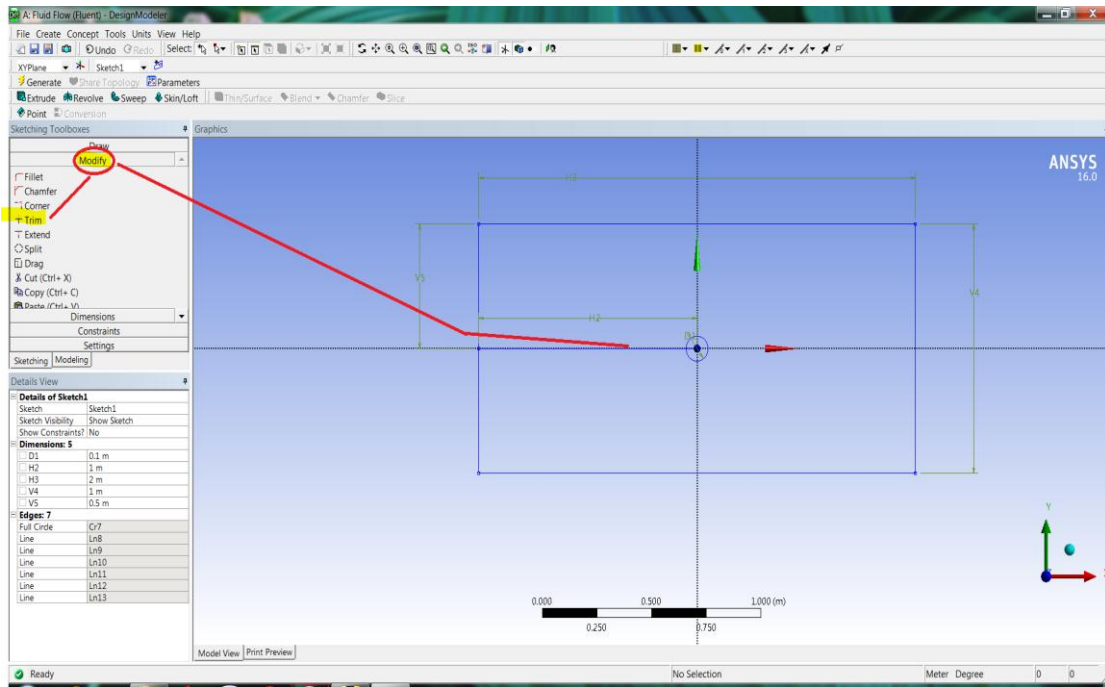 A: Fluid Flow (Fluent) - DesignModeler
File Create Concept Tools Units View Help
Undo Redo Select:
XYPlane Sketch1
Generate Share Topology Parameters
Extrude Revolve Sweep Skin/Loft Thin/Surface Blend Chamfer Slice
Point Conversion
Sketching Toolboxes
Draw
Modify
Fillet
Chamfer
Corner
Trim
Extend
Split
Drag
Cut (Ctrl+ X)
Copy (Ctrl+ C)
Paste (Ctrl+ V)
Dimensions
Constraints
Settings
Sketching Modeling
Details View
Details of Sketch1
Sketch Sketch1
Sketch Visibility Show Sketch
Show Constraints? No
Dimensions: 5
D1 0.1 m
H2 1 m
H3 2 m
V4 1 m
V5 0.5 m
Edges: 7
Full Circle Cr7
Line Ln8
Line Ln9
Line Ln10
Line Ln11
Line Ln12
Line Ln13
Graphics
ANSYS
16.0
H3
V5
V4
H2
D1
Y
0.000 0.500 1.000 (m)
0.250 0.750
Model View Print Preview
Ready No Selection Meter Degree 0 0